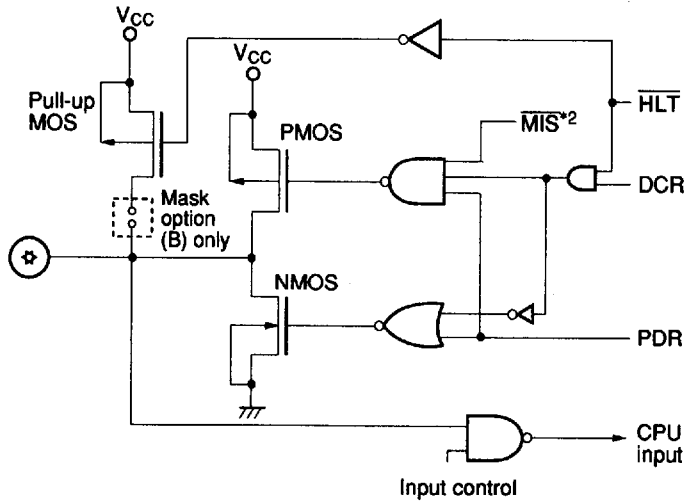 VCC
VCC
Pull-up
MOS
PMOS
MIS*2
HLT
DCR
Mask
option
(B) only
NMOS
PDR
CPU
input
Input control